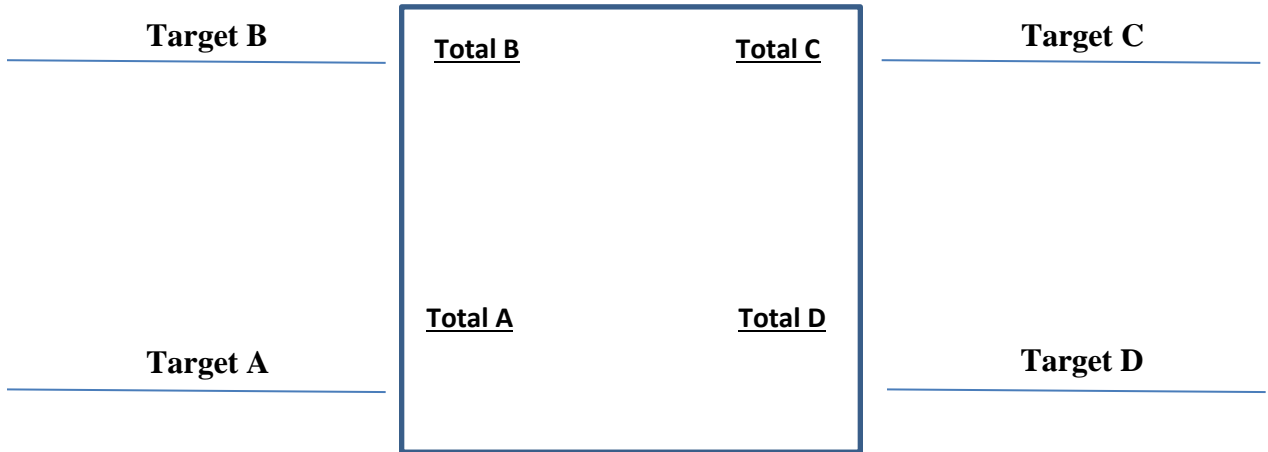 Target B
Total B
Total C
Target C
Total A
Total D
Target A
Target D